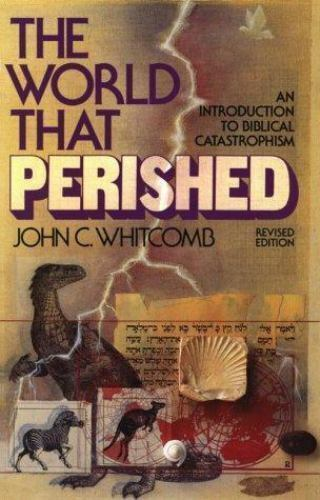 THE
WORLD
THAT
PERISHED
AN
INTRODUCTION
TO BIBLICAL
CATASTROPHISM
JOHN C. WHITCOMB
REVISED
EDITION